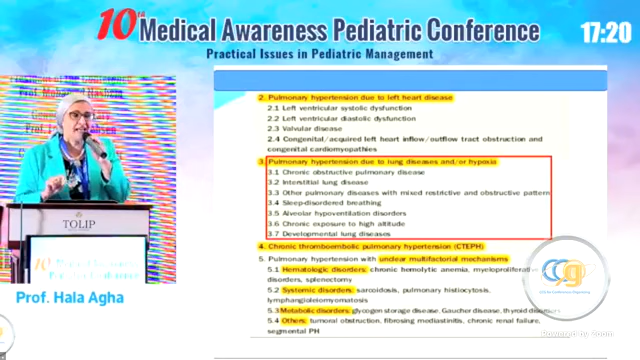 10TH Medical Awareness Pediatric Conference
Practical Issues in Pediatric Management
17:20
2. Pulmonary hypertension due to left heart disease
2.1 Left ventricular systolic dysfunction
2.2 Left ventricular diastolic dysfunction
2.3 Valvular disease
2.4 Congenital/acquired left heart inflow/outflow tract obstruction and
congenital cardiomyopathies
3. Pulmonary hypertension due to lung diseases and/or hypoxia
3.1 Chronic obstructive pulmonary disease
3.2 Interstitial lung disease
3.3 Other pulmonary diseases with mixed restrictive and obstructive pattern
3.4 Sleep-disordered breathing
3.5 Alveolar hypoventilation disorders
3.6 Chronic exposure to high altitude
3.7 Developmental lung diseases
4. Chronic thromboembolic pulmonary hypertension (CTEPH)
5. Pulmonary hypertension with unclear multifactorial mechanisms
5.1 Hematologic disorders: chronic hemolytic anemia, myeloproliferative
disorders, splenectomy
5.2 Systemic disorders: sarcoidosis, pulmonary histiocytosis,
lymphangioleiomyomatosis
5.3 Metabolic disorders: glycogen storage disease, Gaucher disease, thyroid disorders
5.4 Others: tumoral obstruction, fibrosing mediastinitis, chronic renal failure,
segmental PH
TOLIP
Prof. Hala Agha
Powered by Zoom